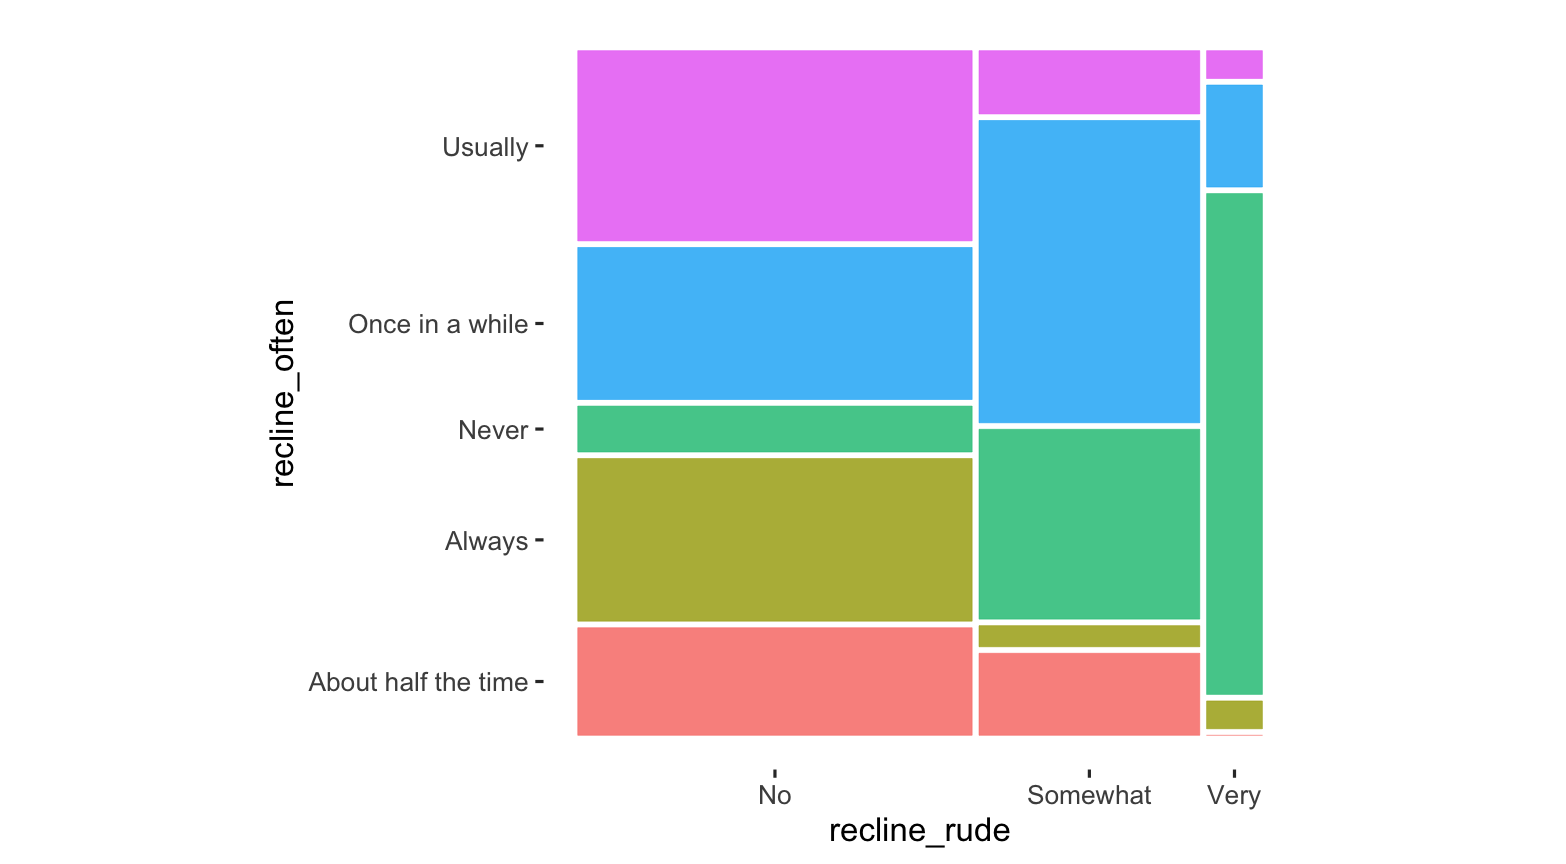 Usually
Once in a while
Never
Always
About half the time
recline_often
No
Somewhat
Very
recline_rude